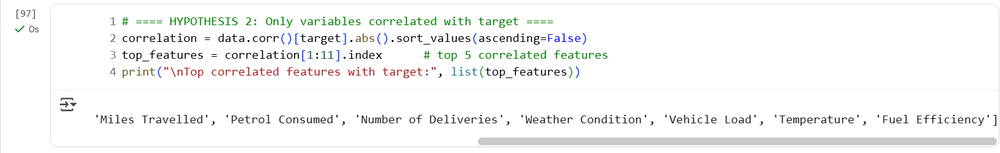 [97]
0s
1 # ==== HYPOTHESIS 2: Only variables correlated with target ====
2 correlation = data.corr()[target].abs().sort_values(ascending=False)
3 top_features = correlation[1:11].index      # top 5 correlated features
4 print("\nTop correlated features with target:", list(top_features))
'Miles Travelled', 'Petrol Consumed', 'Number of Deliveries', 'Weather Condition', 'Vehicle Load', 'Temperature', 'Fuel Efficiency']